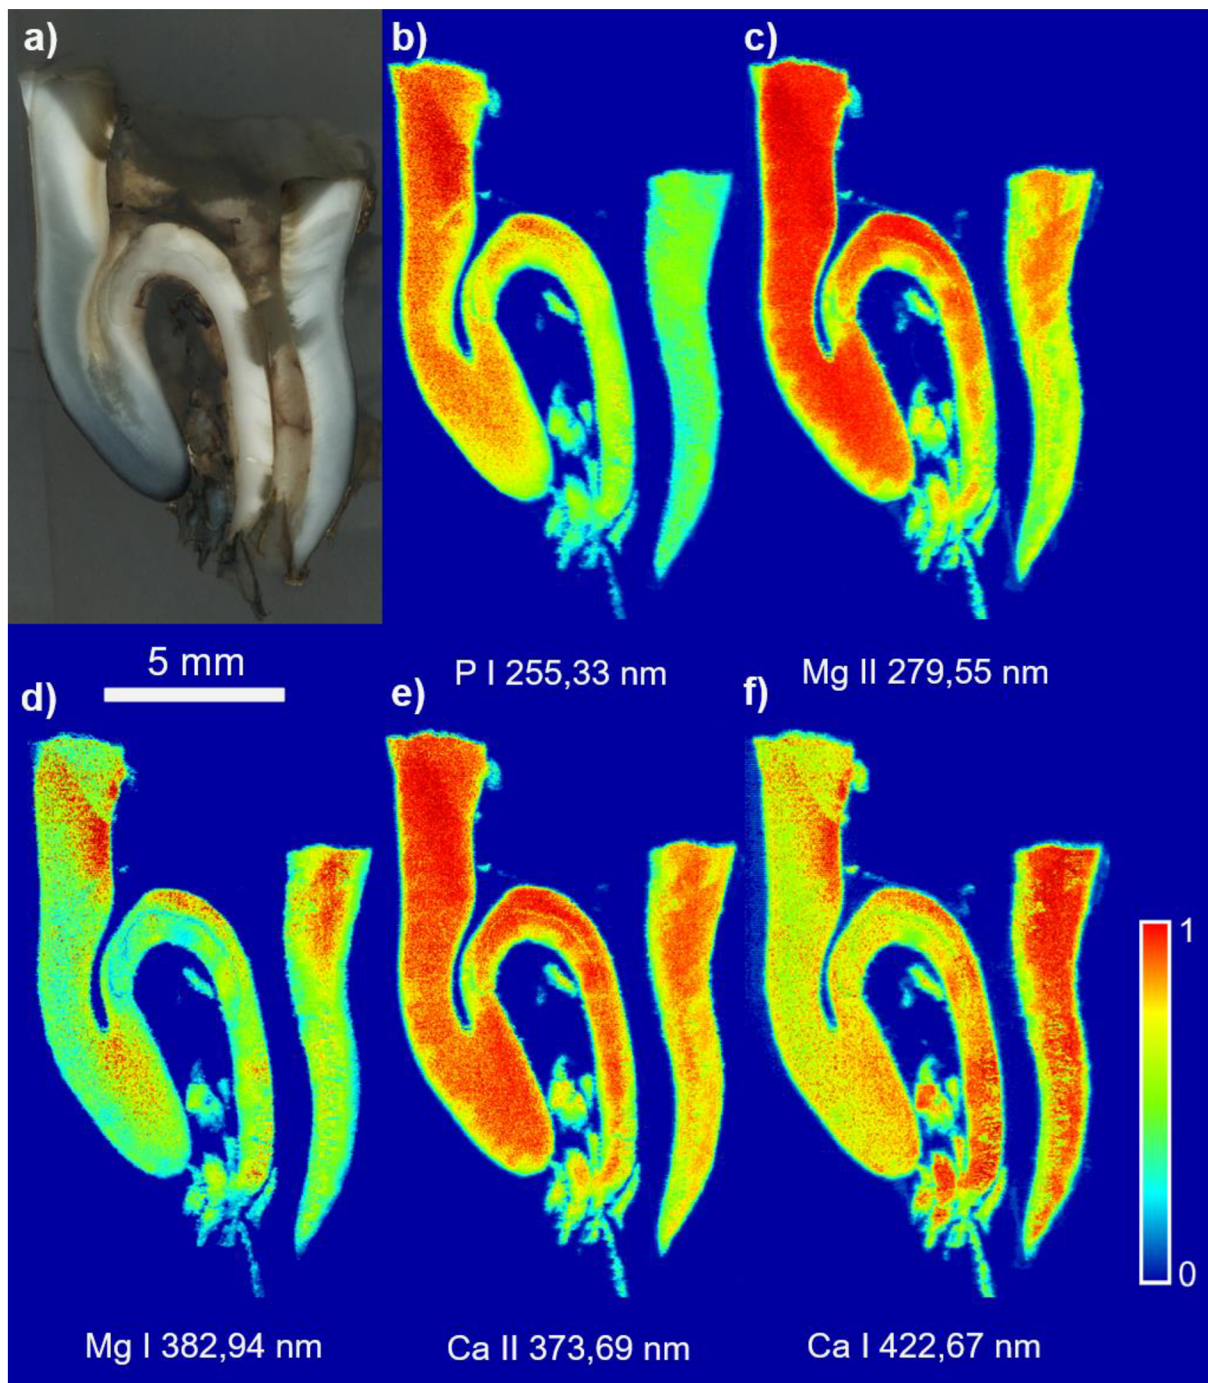 a)
b)
c)
5 mm
P I 255,33 nm
Mg II 279,55 nm
d)
e)
f)
1
0
Mg I 382,94 nm
Ca II 373,69 nm
Ca I 422,67 nm